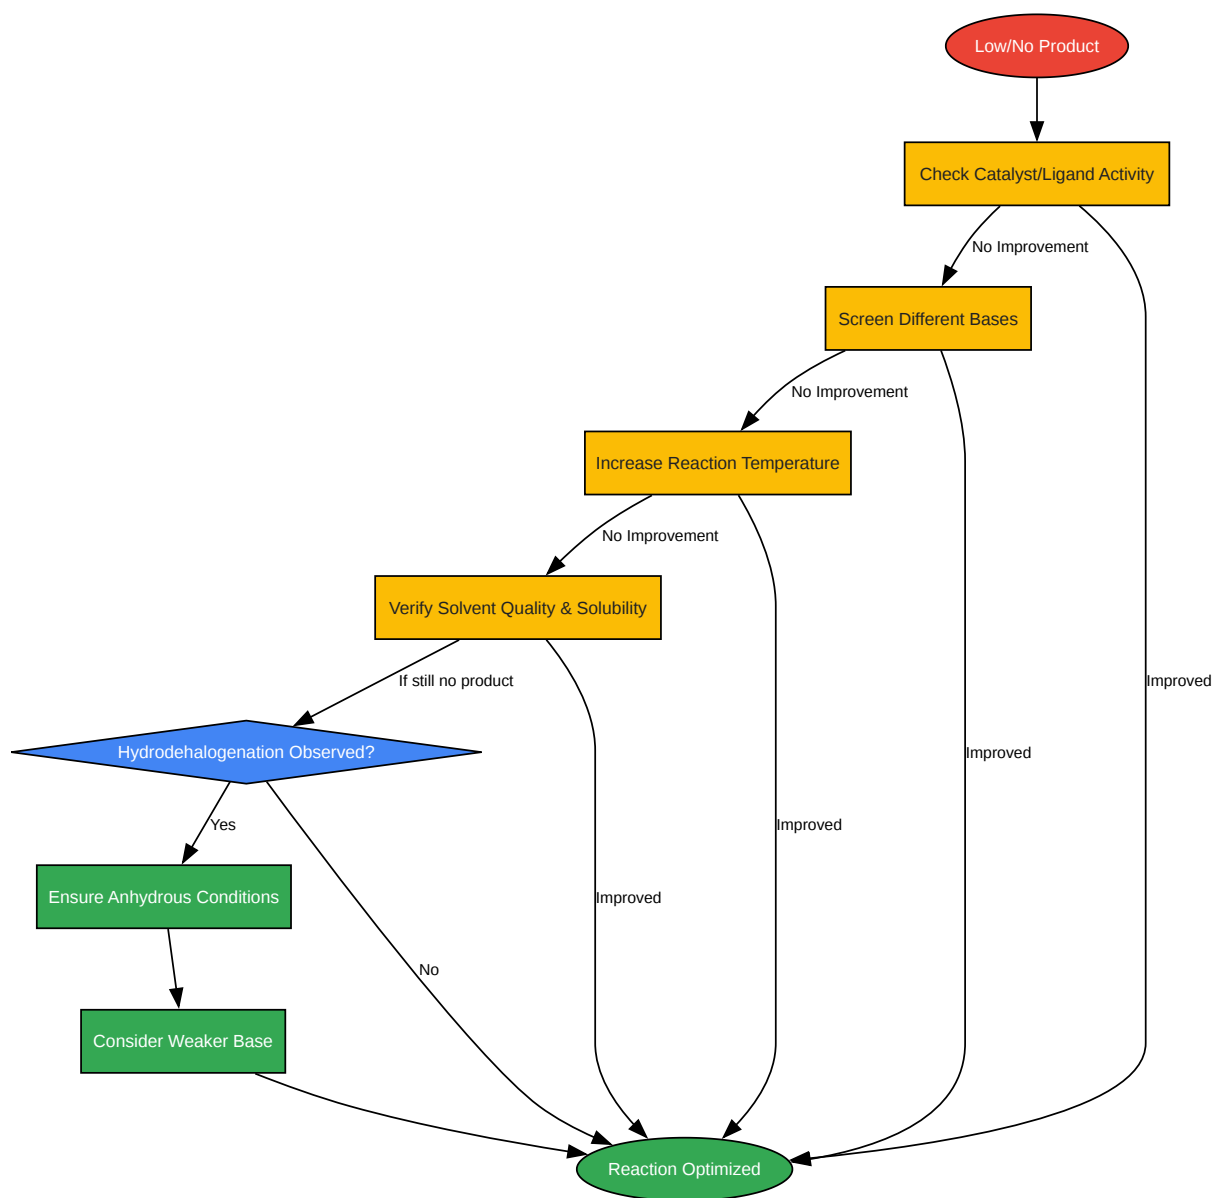 Low/No Product
Check Catalyst/Ligand Activity
No Improvement
Screen Different Bases
No Improvement
Increase Reaction Temperature
No Improvement
Verify Solvent Quality & Solubility
If still no product
Improved
Hydrodehalogenation Observed?
Improved
Yes
Improved
Ensure Anhydrous Conditions
Improved
No
Consider Weaker Base
Reaction Optimized